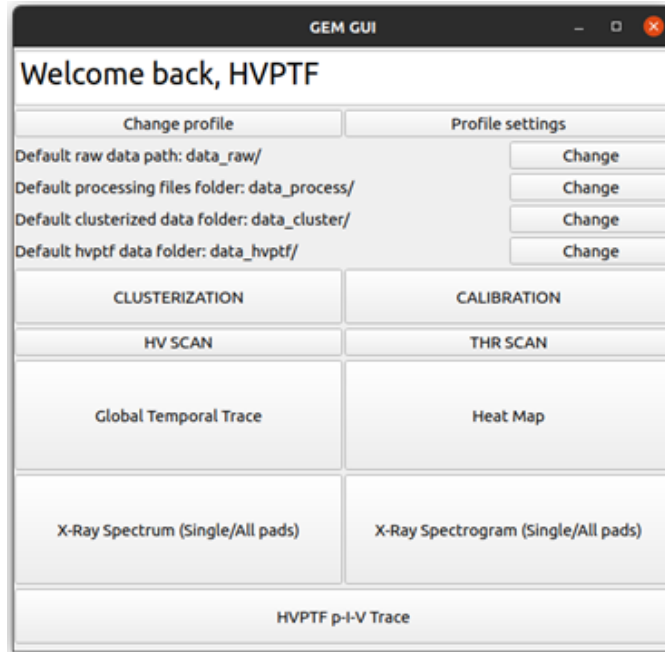 GEM GUI
Welcome back, HVPTF
Change profile
Profile settings
Default raw data path: data_raw/
Change
Default processing files folder: data_process/
Change
Default clusterized data folder: data_cluster/
Change
Default hvptf data folder: data_hvptf/
Change
CLUSTERIZATION
CALIBRATION
HV SCAN
THR SCAN
Global Temporal Trace
Heat Map
X-Ray Spectrum (Single/All pads)
X-Ray Spectrogram (Single/All pads)
HVPTF p-I-V Trace